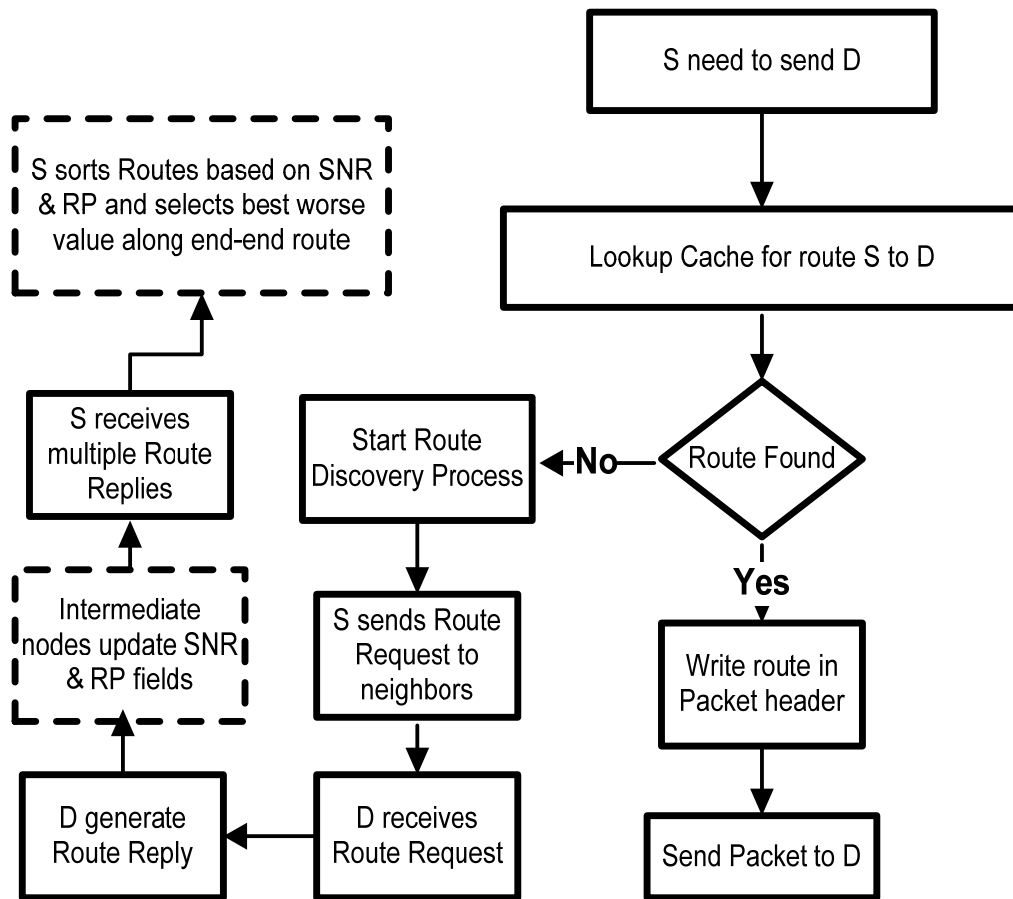 S need to send D
Lookup Cache for route S to D
Route Found
No
Yes
Write route in
Packet header
Send Packet to D
Start Route
Discovery Process
S sends Route
Request to
neighbors
D receives
Route Request
D generate
Route Reply
Intermediate
nodes update SNR
& RP fields
S receives
multiple Route
Replies
S sorts Routes based on SNR
& RP and selects best worse
value along end-end route